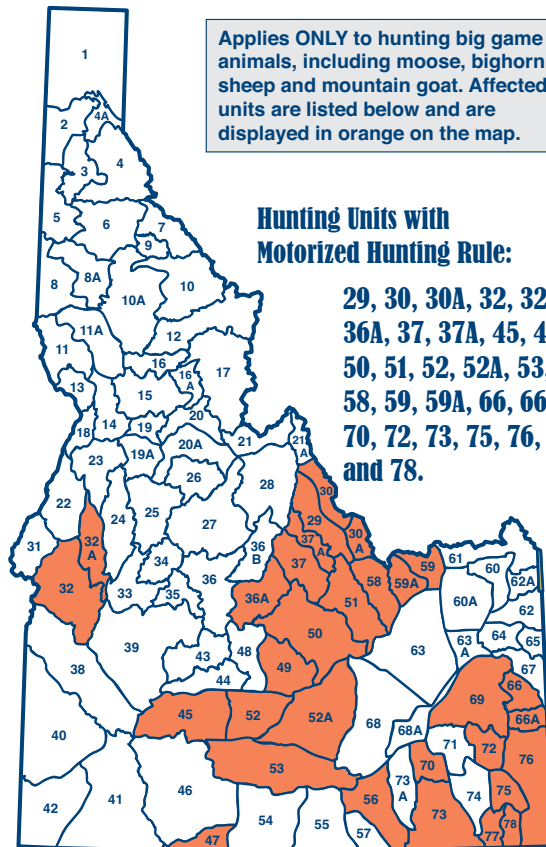 Applies ONLY to hunting big game
animals, including moose, bighorn
sheep and mountain goat. Affected
units are listed below and are
displayed in orange on the map.
Hunting Units with
Motorized Hunting Rule:
29, 30, 30A, 32, 32
36A, 37, 37A, 45, 4
50, 51, 52, 52A, 53,
58, 59, 59A, 66, 66
70, 72, 73, 75, 76,
and 78.
1
2
4A
3
4
5
6
7
9
8
8A
10A
10
11A
12
11
16
17
13
15
16
A
14
19
20
18
23
19A
20A
21
21
A
26
28
22
24
25
27
30
29
32
A
31
34
36
B
37
A
30
A
32
33
35
36
36A
37
51
58
59A
59
61
60
62A
60A
62
39
43
48
50
63
63
A
64
65
38
44
49
67
69
66
66A
40
45
52
52A
68
68A
71
72
76
53
70
42
41
46
73
A
56
74
75
47
54
55
57
73
77
78